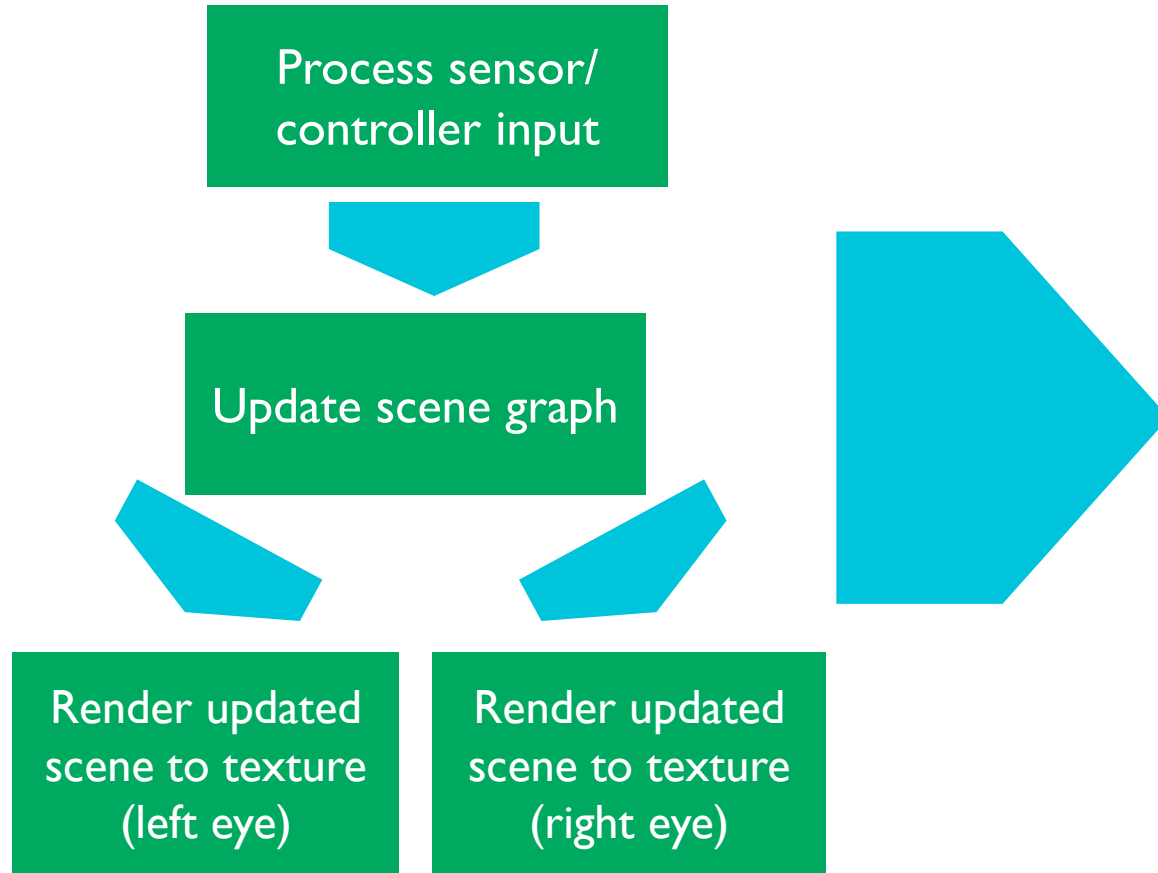 Process sensor/
controller input
Update scene graph
Render updated
scene to texture
(left eye)
Render updated
scene to texture
(right eye)